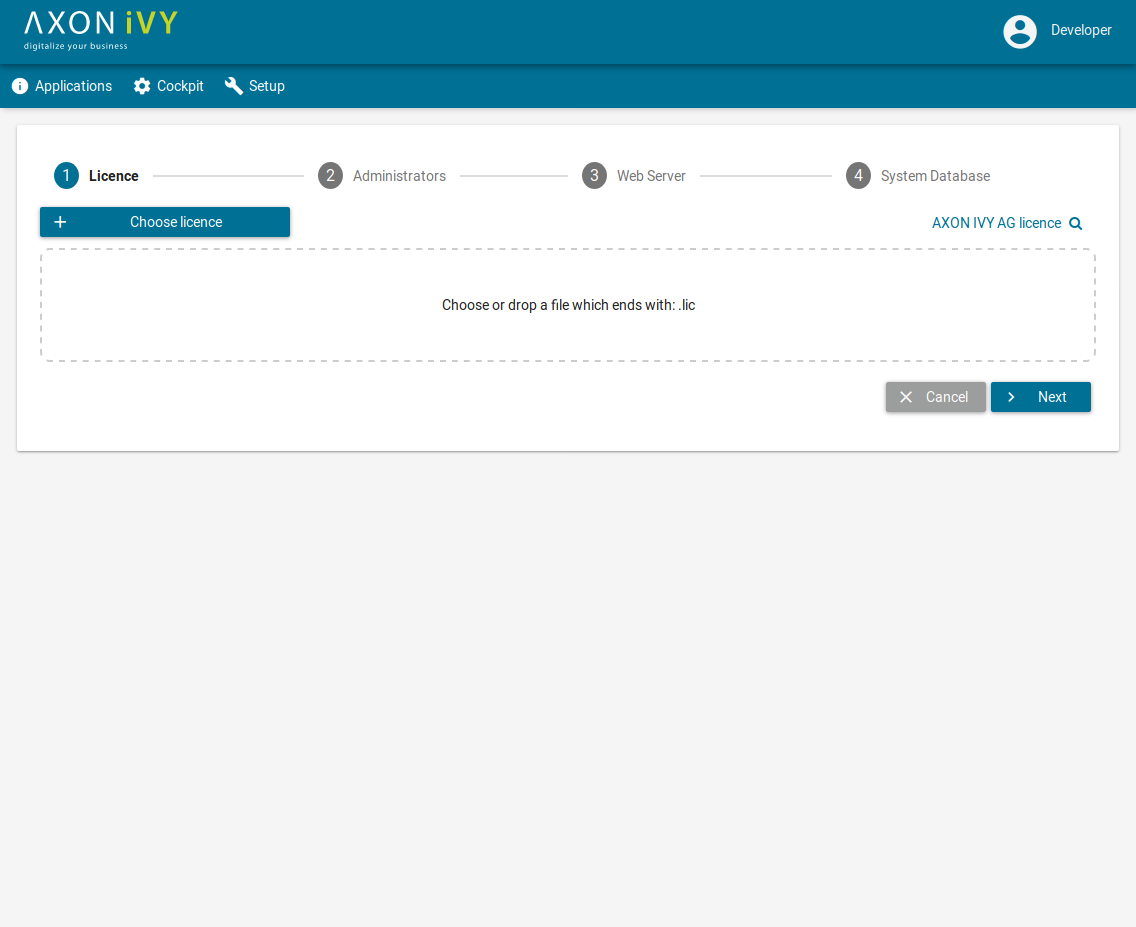 AXON iVY
digitalize your business
Developer
Applications Cockpit Setup
1 Licence 2 Administrators 3 Web Server 4 System Database
Choose licence AXON IVY AG licence
Choose or drop a file which ends with: .lic
Cancel Next